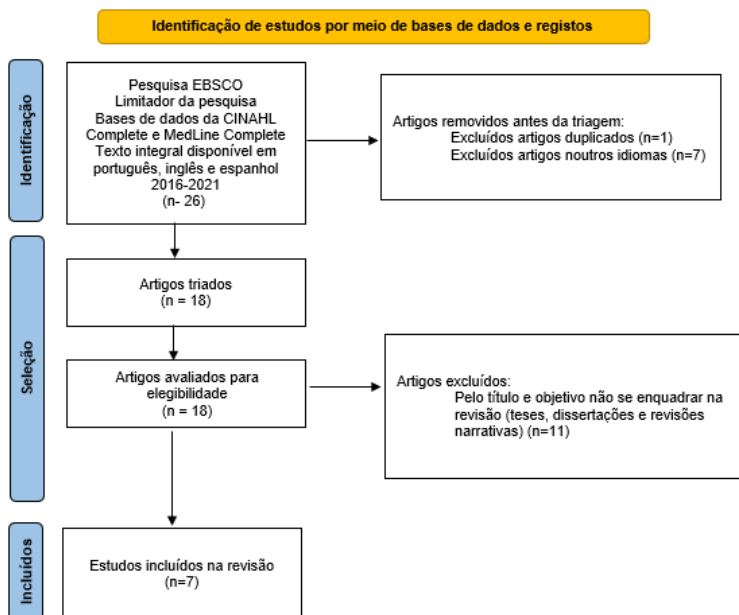 Identificação de estudos por meio de bases de dados e registos
Identificação
Pesquisa EBSCO
Limitador da pesquisa
Bases de dados da CINAHL
Complete e MedLine Complete
Texto integral disponível em
português, inglês e espanhol
2016-2021
(n- 26)
Artigos removidos antes da triagem:
Excluídos artigos duplicados (n=1)
Excluídos artigos noutros idiomas (n=7)
Seleção
Artigos triados
(n = 18)
Artigos avaliados para
elegibilidade
(n = 18)
Artigos excluídos:
Pelo título e objetivo não se enquadrar na
revisão (teses, dissertações e revisões
narrativas) (n=11)
Incluídos
Estudos incluídos na revisão
(n=7)